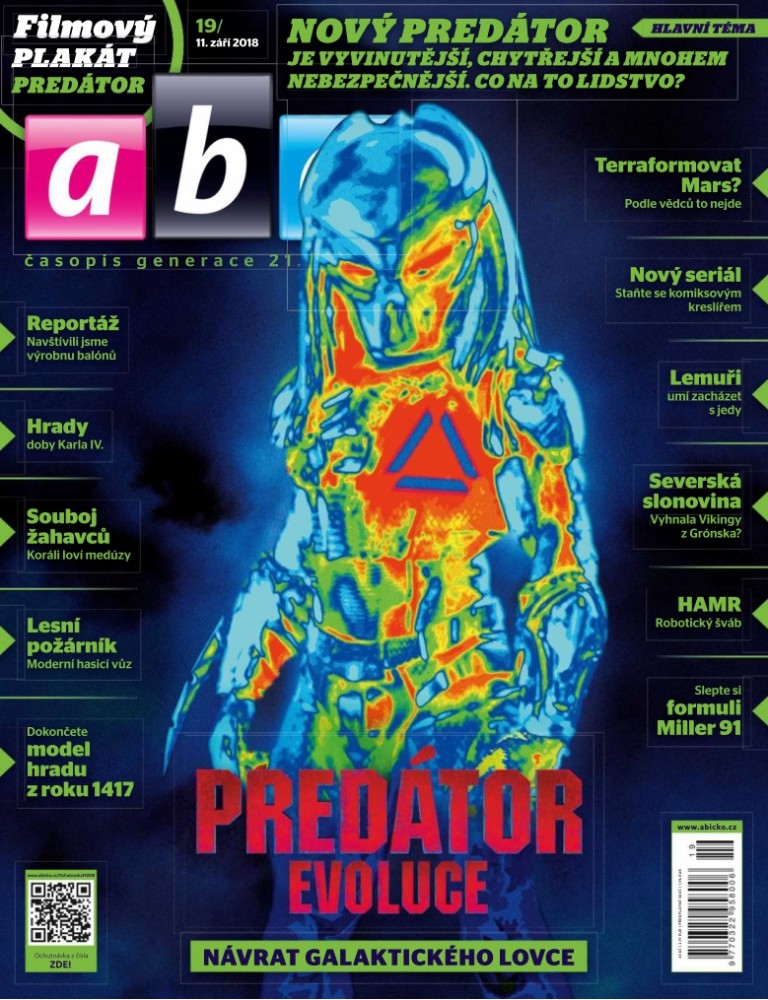 Filmový
PLAKÁT
PREDÁTOR
19/
11. září 2018
NOVÝ PREDÁTOR
JE VYVINUTĚJŠÍ, CHYTŘEJŠÍ A MNOHEM
NEBEZPEČNĚJŠÍ. CO NA TO LIDSTVO?
HLAVNÍ TÉMA
a b
časopis generace 21.
Reportáž
Navštívili jsme
výrobnu balónů
Hrady
doby Karla IV.
Souboj
žahavců
Koráli loví medúzy
Lesní
požárník
Moderní hasicí vůz
Dokončete
model
hradu
z roku 1417
Terraformovat
Mars?
Podle vědců to nejde
Nový seriál
Staňte se komiksovým
kreslířem
Lemuři
umí zacházet
s jedy
Severská
slonovina
Vyhnala Vikingy
z Grónska?
HAMR
Robotický šváb
Slepte si
formuli
Miller 91
PREDÁTOR
EVOLUCE
NÁVRAT GALAKTICKÉHO LOVCE
Ochutnávka z čísla
ZDE!
www.abicko.cz
19
9 770322 958006